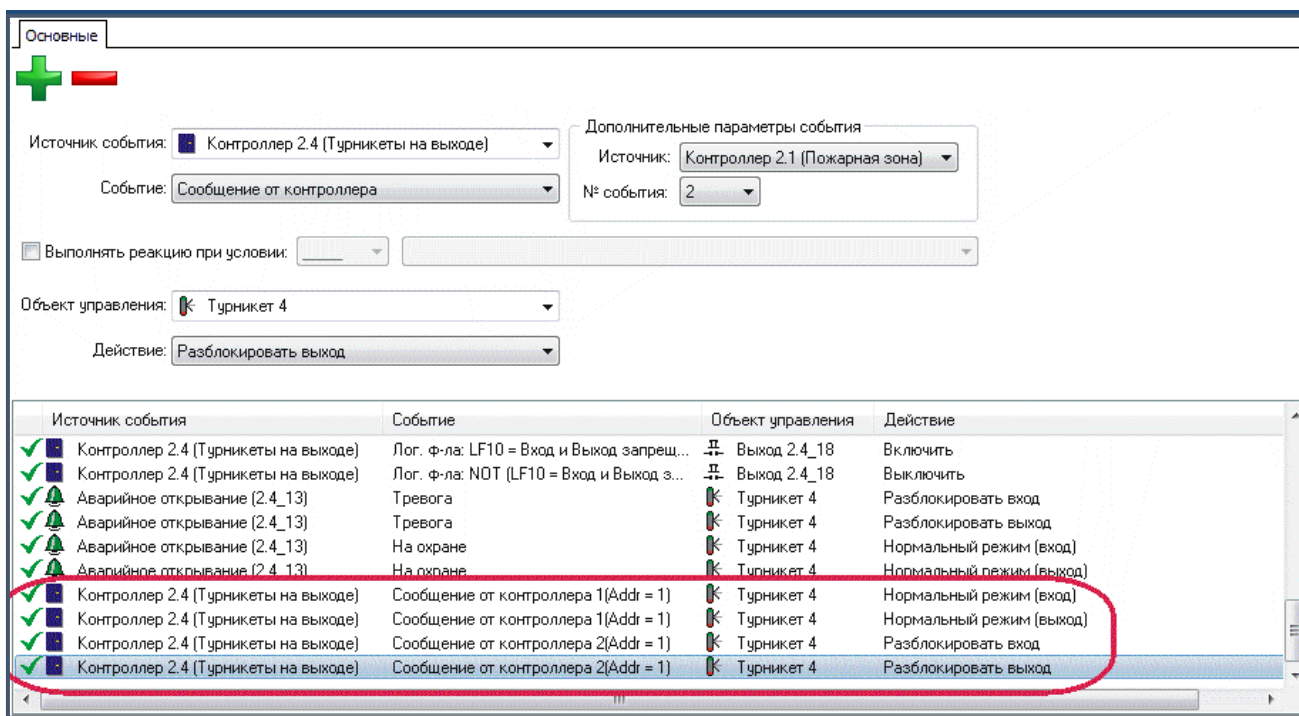 Основные
Источник события: Контроллер 2.4 (Турникеты на выходе)
Дополнительные параметры события
Источник: Контроллер 2.1 (Пожарная зона)
Событие: Сообщение от контроллера
№ события: 2
Выполнять реакцию при условии:
Объект управления: Турникет 4
Действие: Разблокировать выход
Источник события Событие Объект управления Действие
Контроллер 2.4 (Турникеты на выходе) Лог. ф-ла: LF10 = Вход и Выход запрещ... Выход 2.4_18 Включить
Контроллер 2.4 (Турникеты на выходе) Лог. ф-ла: NOT (LF10 = Вход и Выход з... Выход 2.4_18 Выключить
Аварийное открывание (2.4_13) Тревога Турникет 4 Разблокировать вход
Аварийное открывание (2.4_13) Тревога Турникет 4 Разблокировать выход
Аварийное открывание (2.4_13) На охране Турникет 4 Нормальный режим (вход)
Аварийное открывание (2.4_13) На охране Турникет 4 Нормальный режим (выход)
Контроллер 2.4 (Турникеты на выходе) Сообщение от контроллера 1(Addr = 1) Турникет 4 Нормальный режим (вход)
Контроллер 2.4 (Турникеты на выходе) Сообщение от контроллера 1(Addr = 1) Турникет 4 Нормальный режим (выход)
Контроллер 2.4 (Турникеты на выходе) Сообщение от контроллера 2(Addr = 1) Турникет 4 Разблокировать вход
Контроллер 2.4 (Турникеты на выходе) Сообщение от контроллера 2(Addr = 1) Турникет 4 Разблокировать выход